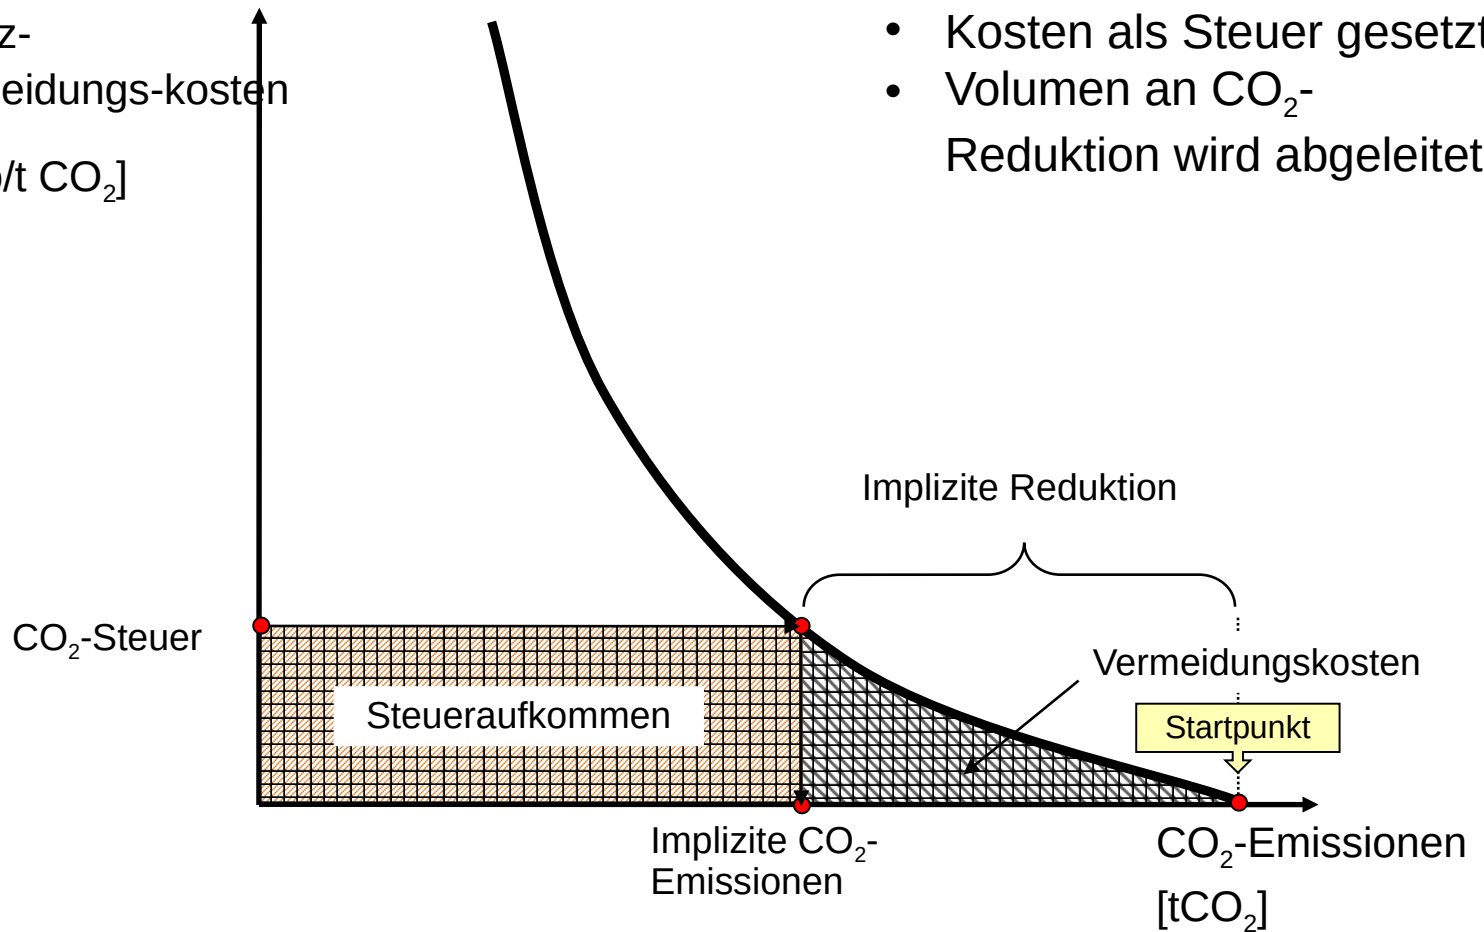 z-
eidungs-kosten
/t CO₂]
• Kosten als Steuer gesetzt
• Volumen an CO₂-
Reduktion wird abgeleitet
Implizite Reduktion
CO₂-Steuer
Vermeidungskosten
Steueraufkommen
Startpunkt
Implizite CO₂-
Emissionen
CO₂-Emissionen
[tCO₂]